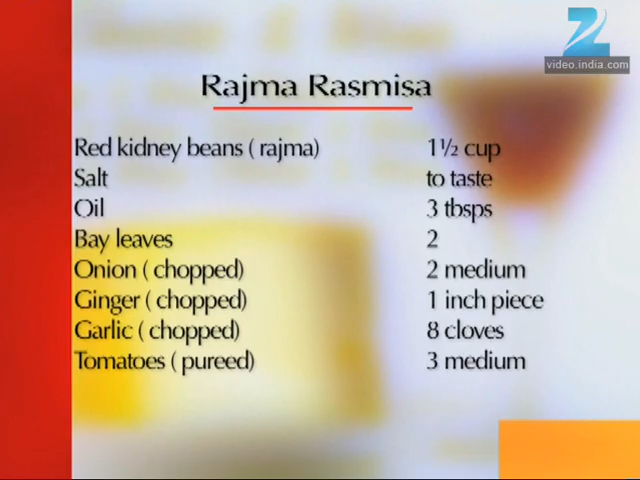 video.india.com
Rajma Rasmisa
Red kidney beans ( rajma) 1½ cup
Salt to taste
Oil 3 tbsps
Bay leaves 2
Onion ( chopped) 2 medium
Ginger ( chopped) 1 inch piece
Garlic ( chopped) 8 cloves
Tomatoes ( pureed) 3 medium